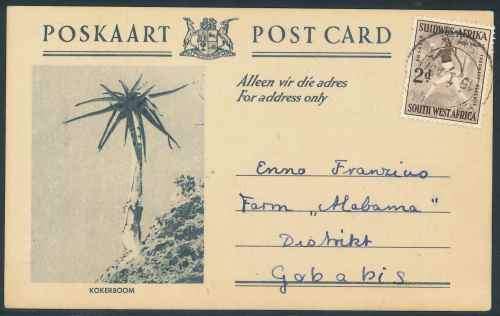 POSKAART POST CARD
SUIDWES-AFRIKA
2d
SOUTH WEST AFRICA
Alleen vir die adres
For address only
Enno Franzius
Farm „Alabama"
Distrikt
Gobabis
KOKERBOOM